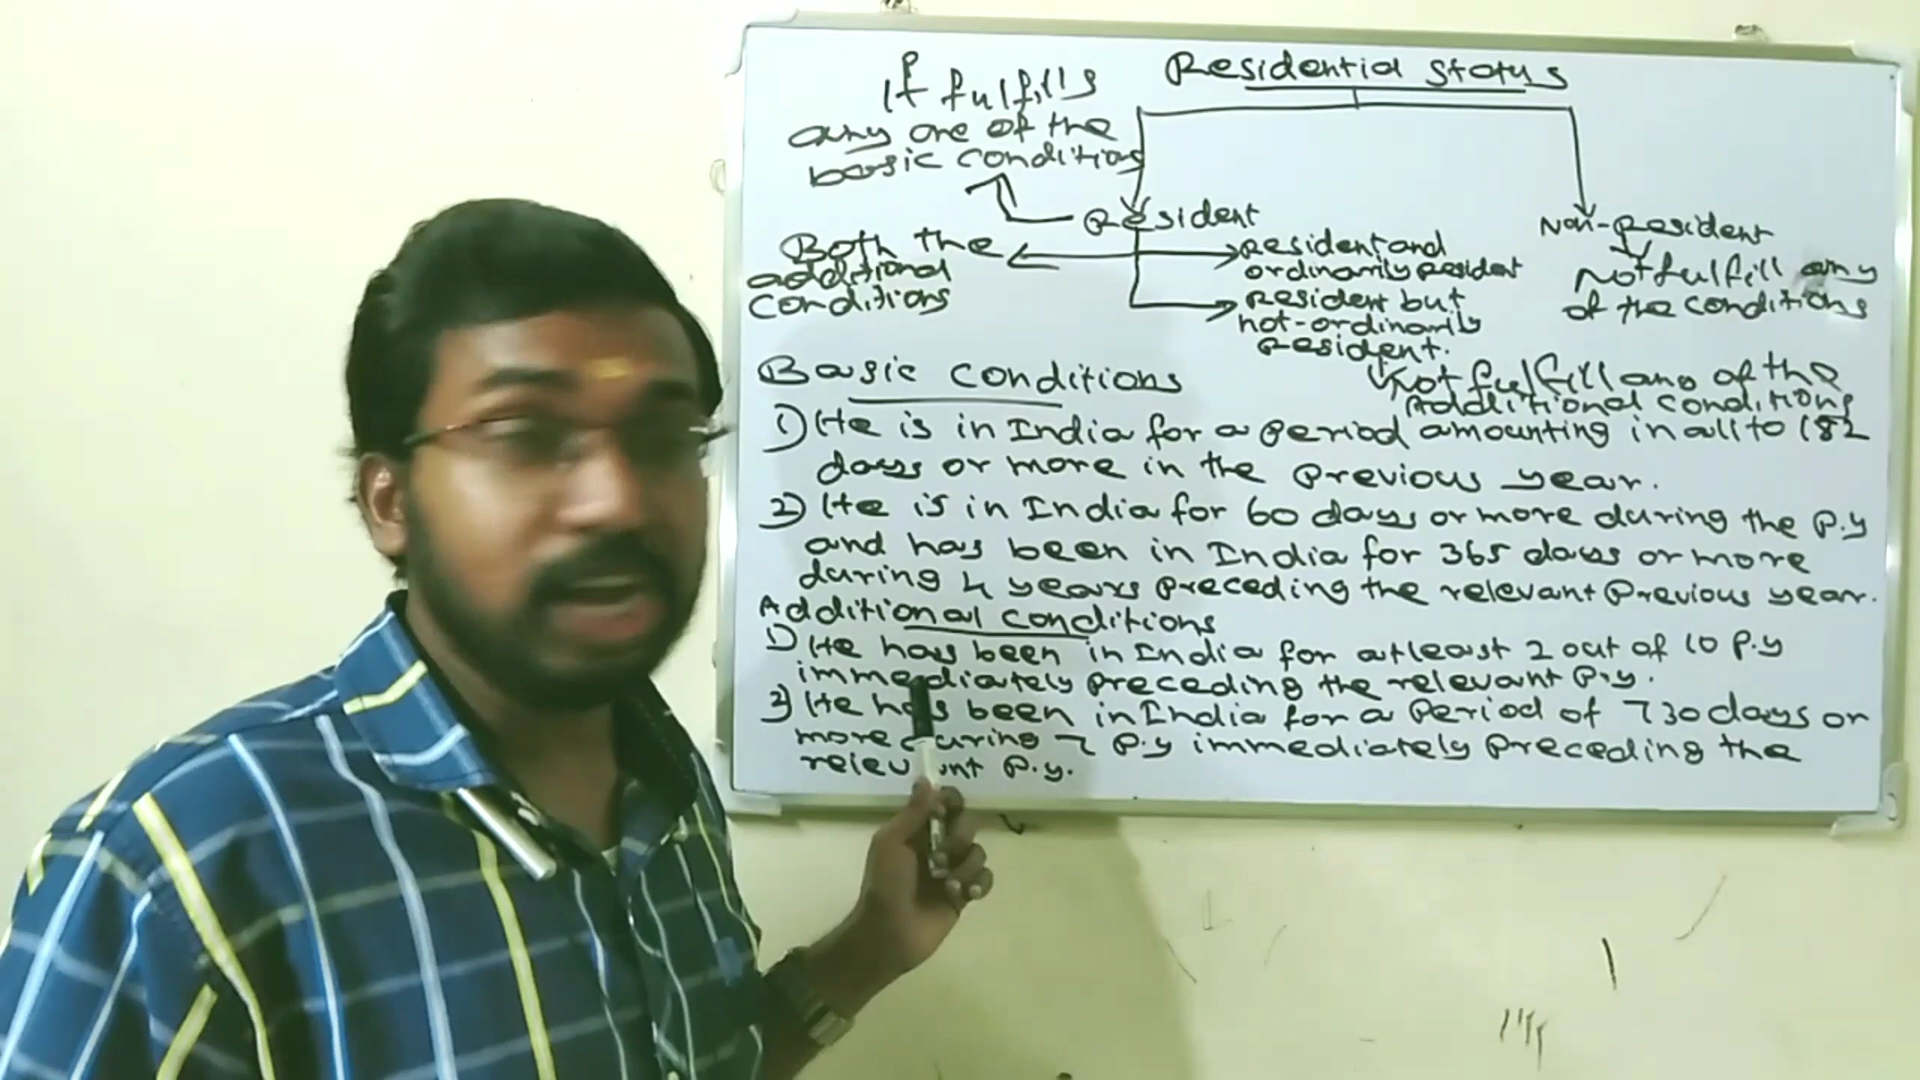 Residential status
If fulfills
any one of the
basic conditions
Resident
Non-Resident
Both the
additional
conditions
Resident and
ordinarily resident
Resident but
not-ordinarily
Resident.
Not fulfill any
of the conditions
Not fulfill any of the
Additional conditions
Basic conditions
1) He is in India for a period amounting in all to 182
days or more in the Previous year.
2) He is in India for 60 days or more during the P.y
and has been in India for 365 days or more
during 4 years preceding the relevant Previous year.
Additional conditions
1) He has been in India for atleast 2 out of 10 P.y
immediately preceding the relevant P.y.
2) He has been in India for a Period of 730 days or
more during 7 P.y immediately preceding the
relevant P.y.